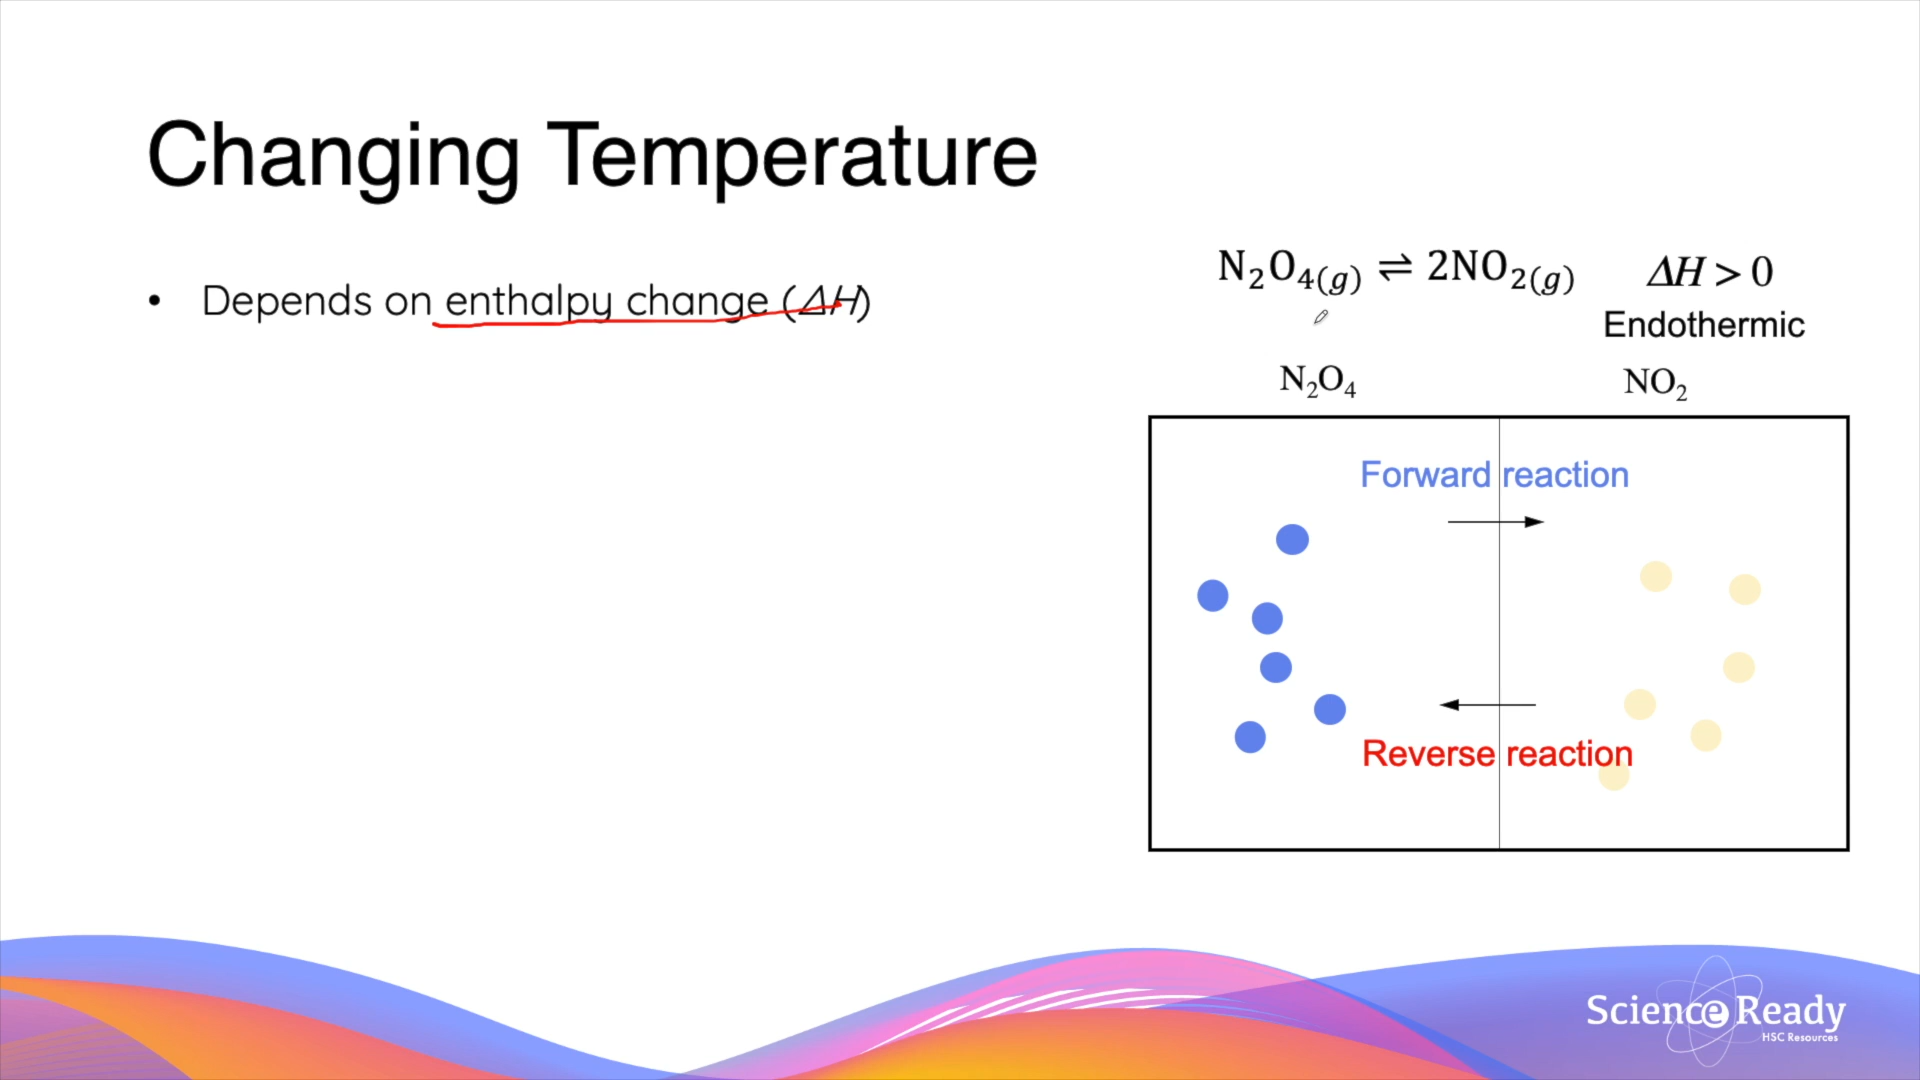 Changing Temperature
• Depends on enthalpy change (ΔH)
N₂O₄(g) ⇌ 2NO₂(g) ΔH > 0
Endothermic
N₂O₄ NO₂
Forward reaction
Reverse reaction
Science Ready
HSC Resources